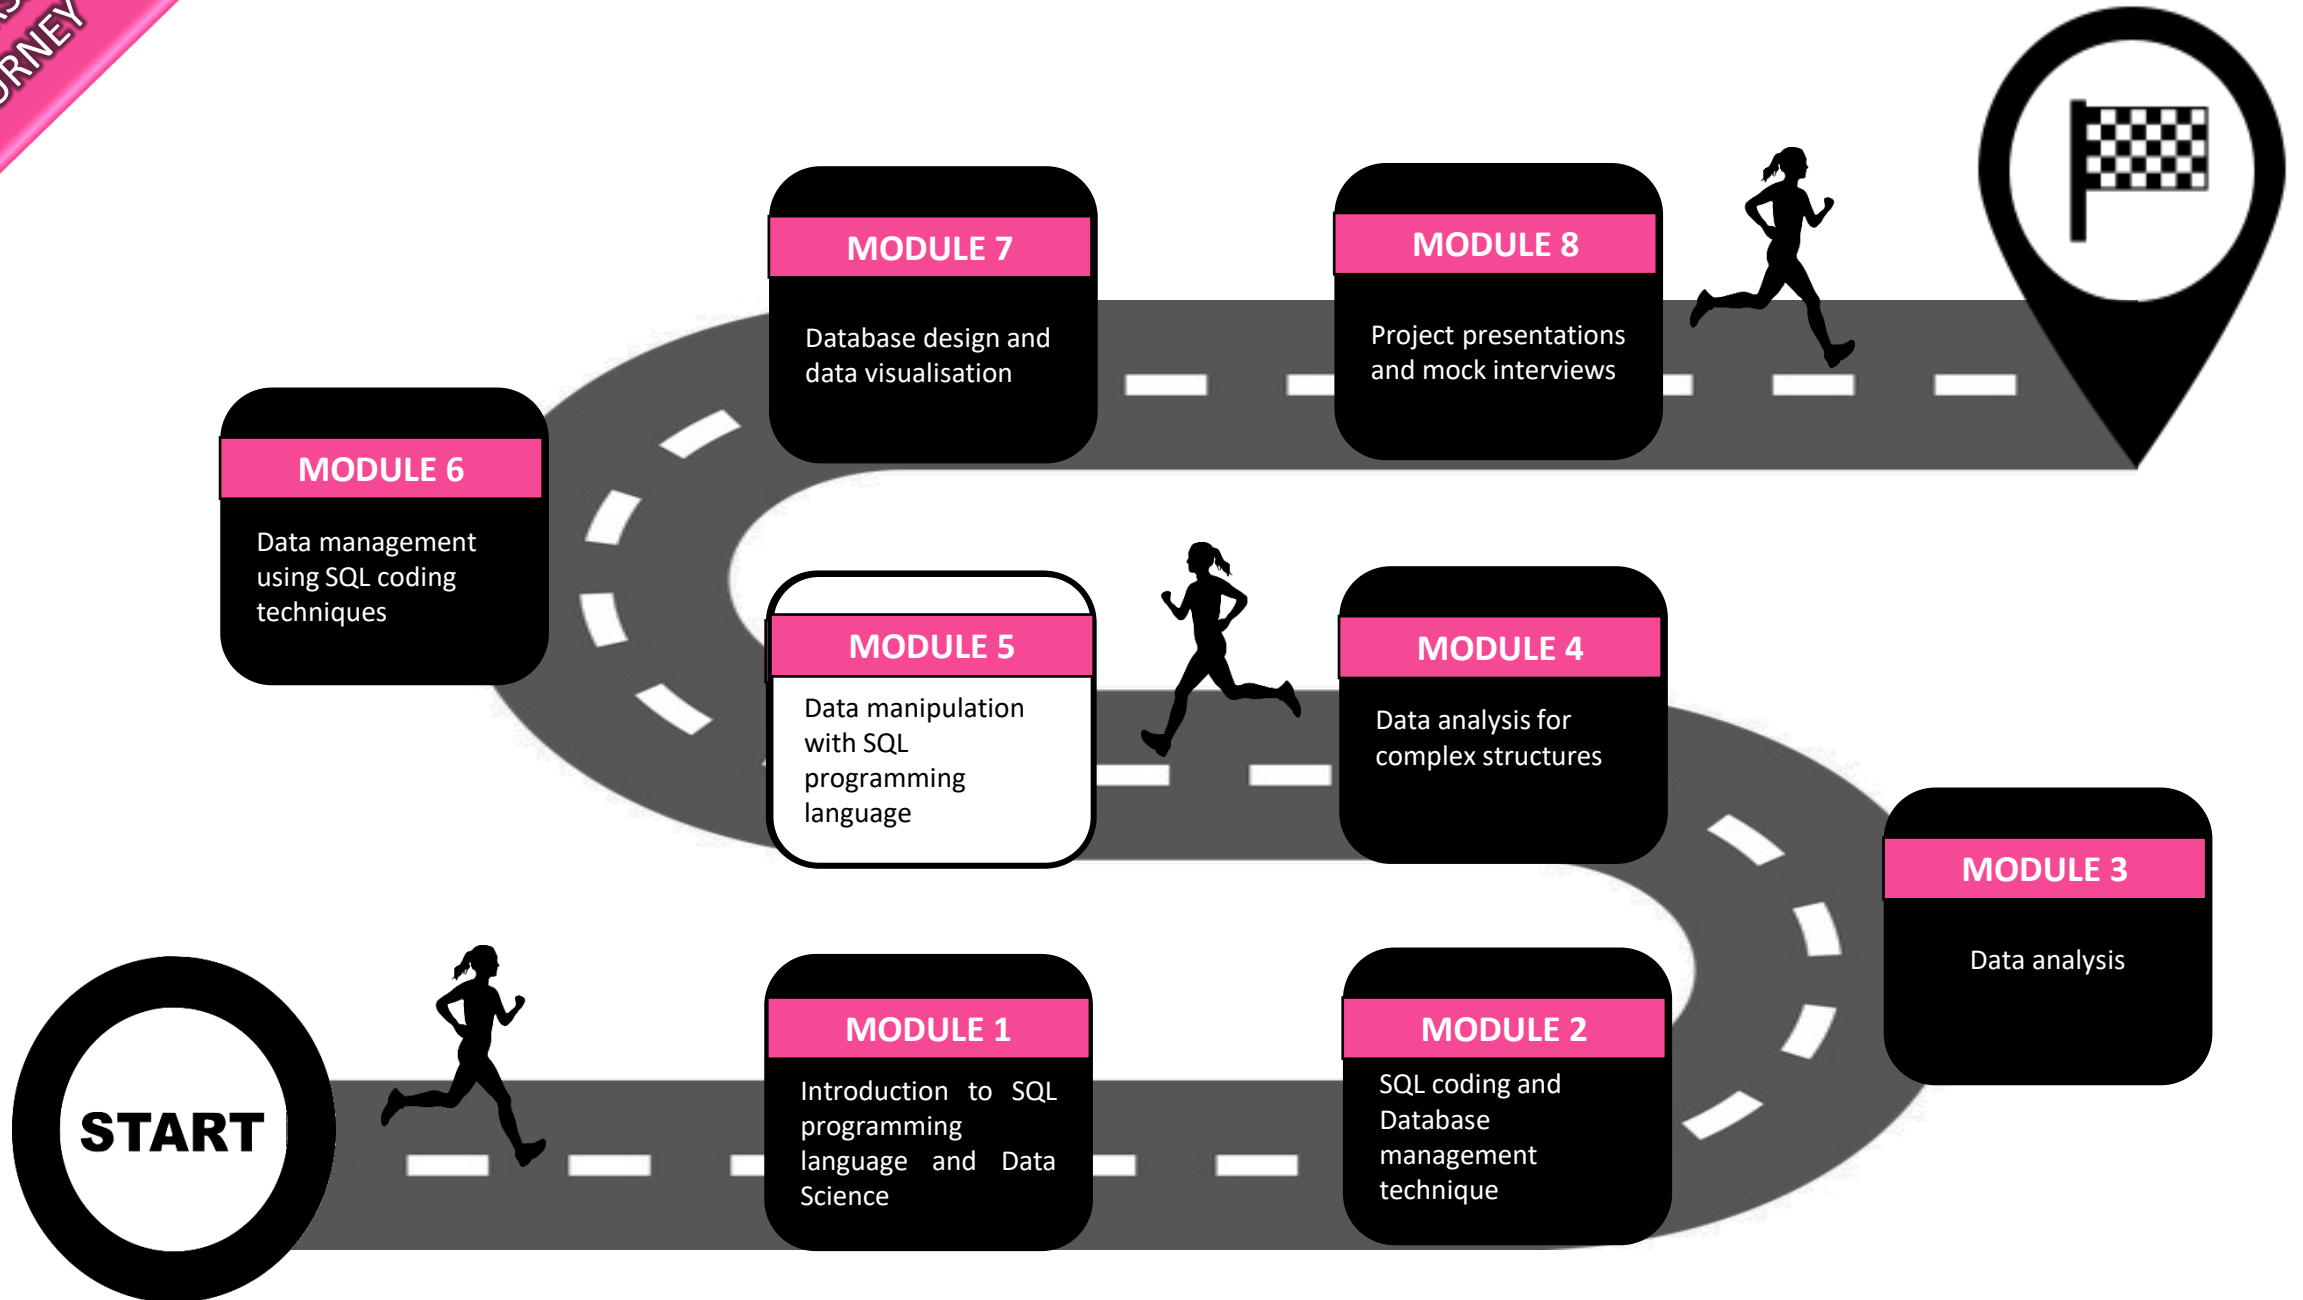 MODULE 7
Database design and
data visualisation
MODULE 8
Project presentations
and mock interviews
MODULE 6
Data management
using SQL coding
techniques
MODULE 5
Data manipulation
with SQL
programming
language
MODULE 4
Data analysis for
complex structures
MODULE 3
Data analysis
START
MODULE 1
Introduction to SQL
programming
language and Data
Science
MODULE 2
SQL coding and
Database
management
technique